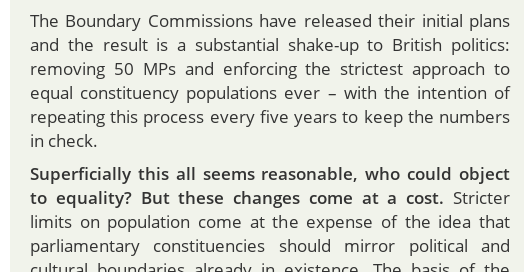 The Boundary Commissions have released their initial plans
and the result is a substantial shake-up to British politics:
removing 50 MPs and enforcing the strictest approach to
equal constituency populations ever – with the intention of
repeating this process every five years to keep the numbers
in check.
Superficially this all seems reasonable, who could object
to equality? But these changes come at a cost. Stricter
limits on population come at the expense of the idea that
parliamentary constituencies should mirror political and
cultural boundaries already in existence. The basis of the